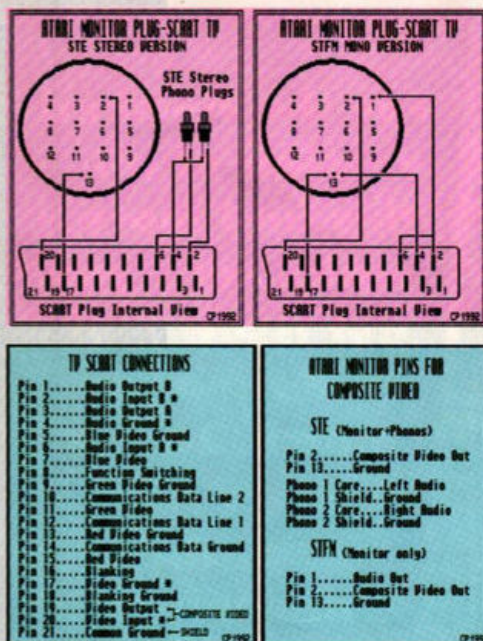 ATARI MONITOR PLUG-SCART TV
STE STEREO VERSION
STE Stereo
Phono Plugs
4 3 2 1
8 7 6 5
12 11 10 9
13
20 6 4 2
21 19 17 3 1
SCART Plug Internal View
CP1992
ATARI MONITOR PLUG-SCART TV
STFM MONO VERSION
4 3 2 1
8 7 6 5
12 11 10 9
13
20 6 4 2
21 19 17 3 1
SCART Plug Internal View
CP1992
TV SCART CONNECTIONS
Pin 1......Audio Output B
Pin 2......Audio Input B *
Pin 3......Audio Output A
Pin 4......Audio Ground *
Pin 5......Blue Video Ground
Pin 6......Audio Input A *
Pin 7......Blue Video
Pin 8......Function Switching
Pin 9......Green Video Ground
Pin 10.....Communications Data Line 2
Pin 11.....Green Video
Pin 12.....Communications Data Line 1
Pin 13.....Red Video Ground
Pin 14.....Communications Data Ground
Pin 15.....Red Video
Pin 16.....Blanking
Pin 17.....Video Ground *
Pin 18.....Blanking Ground
Pin 19.....Video Output
Pin 20.....Video Input *
COMPOSITE VIDEO
Pin 21.....Common Ground - SHIELD
CP1992
ATARI MONITOR PINS FOR
COMPOSITE VIDEO
STE (Monitor+Phonos)
Pin 2......Composite Video Out
Pin 13.....Ground
Phono 1 Core....Left Audio
Phono 1 Shield..Ground
Phono 2 Core....Right Audio
Phono 2 Shield..Ground
STFM (Monitor only)
Pin 1......Audio Out
Pin 2......Composite Video Out
Pin 13.....Ground